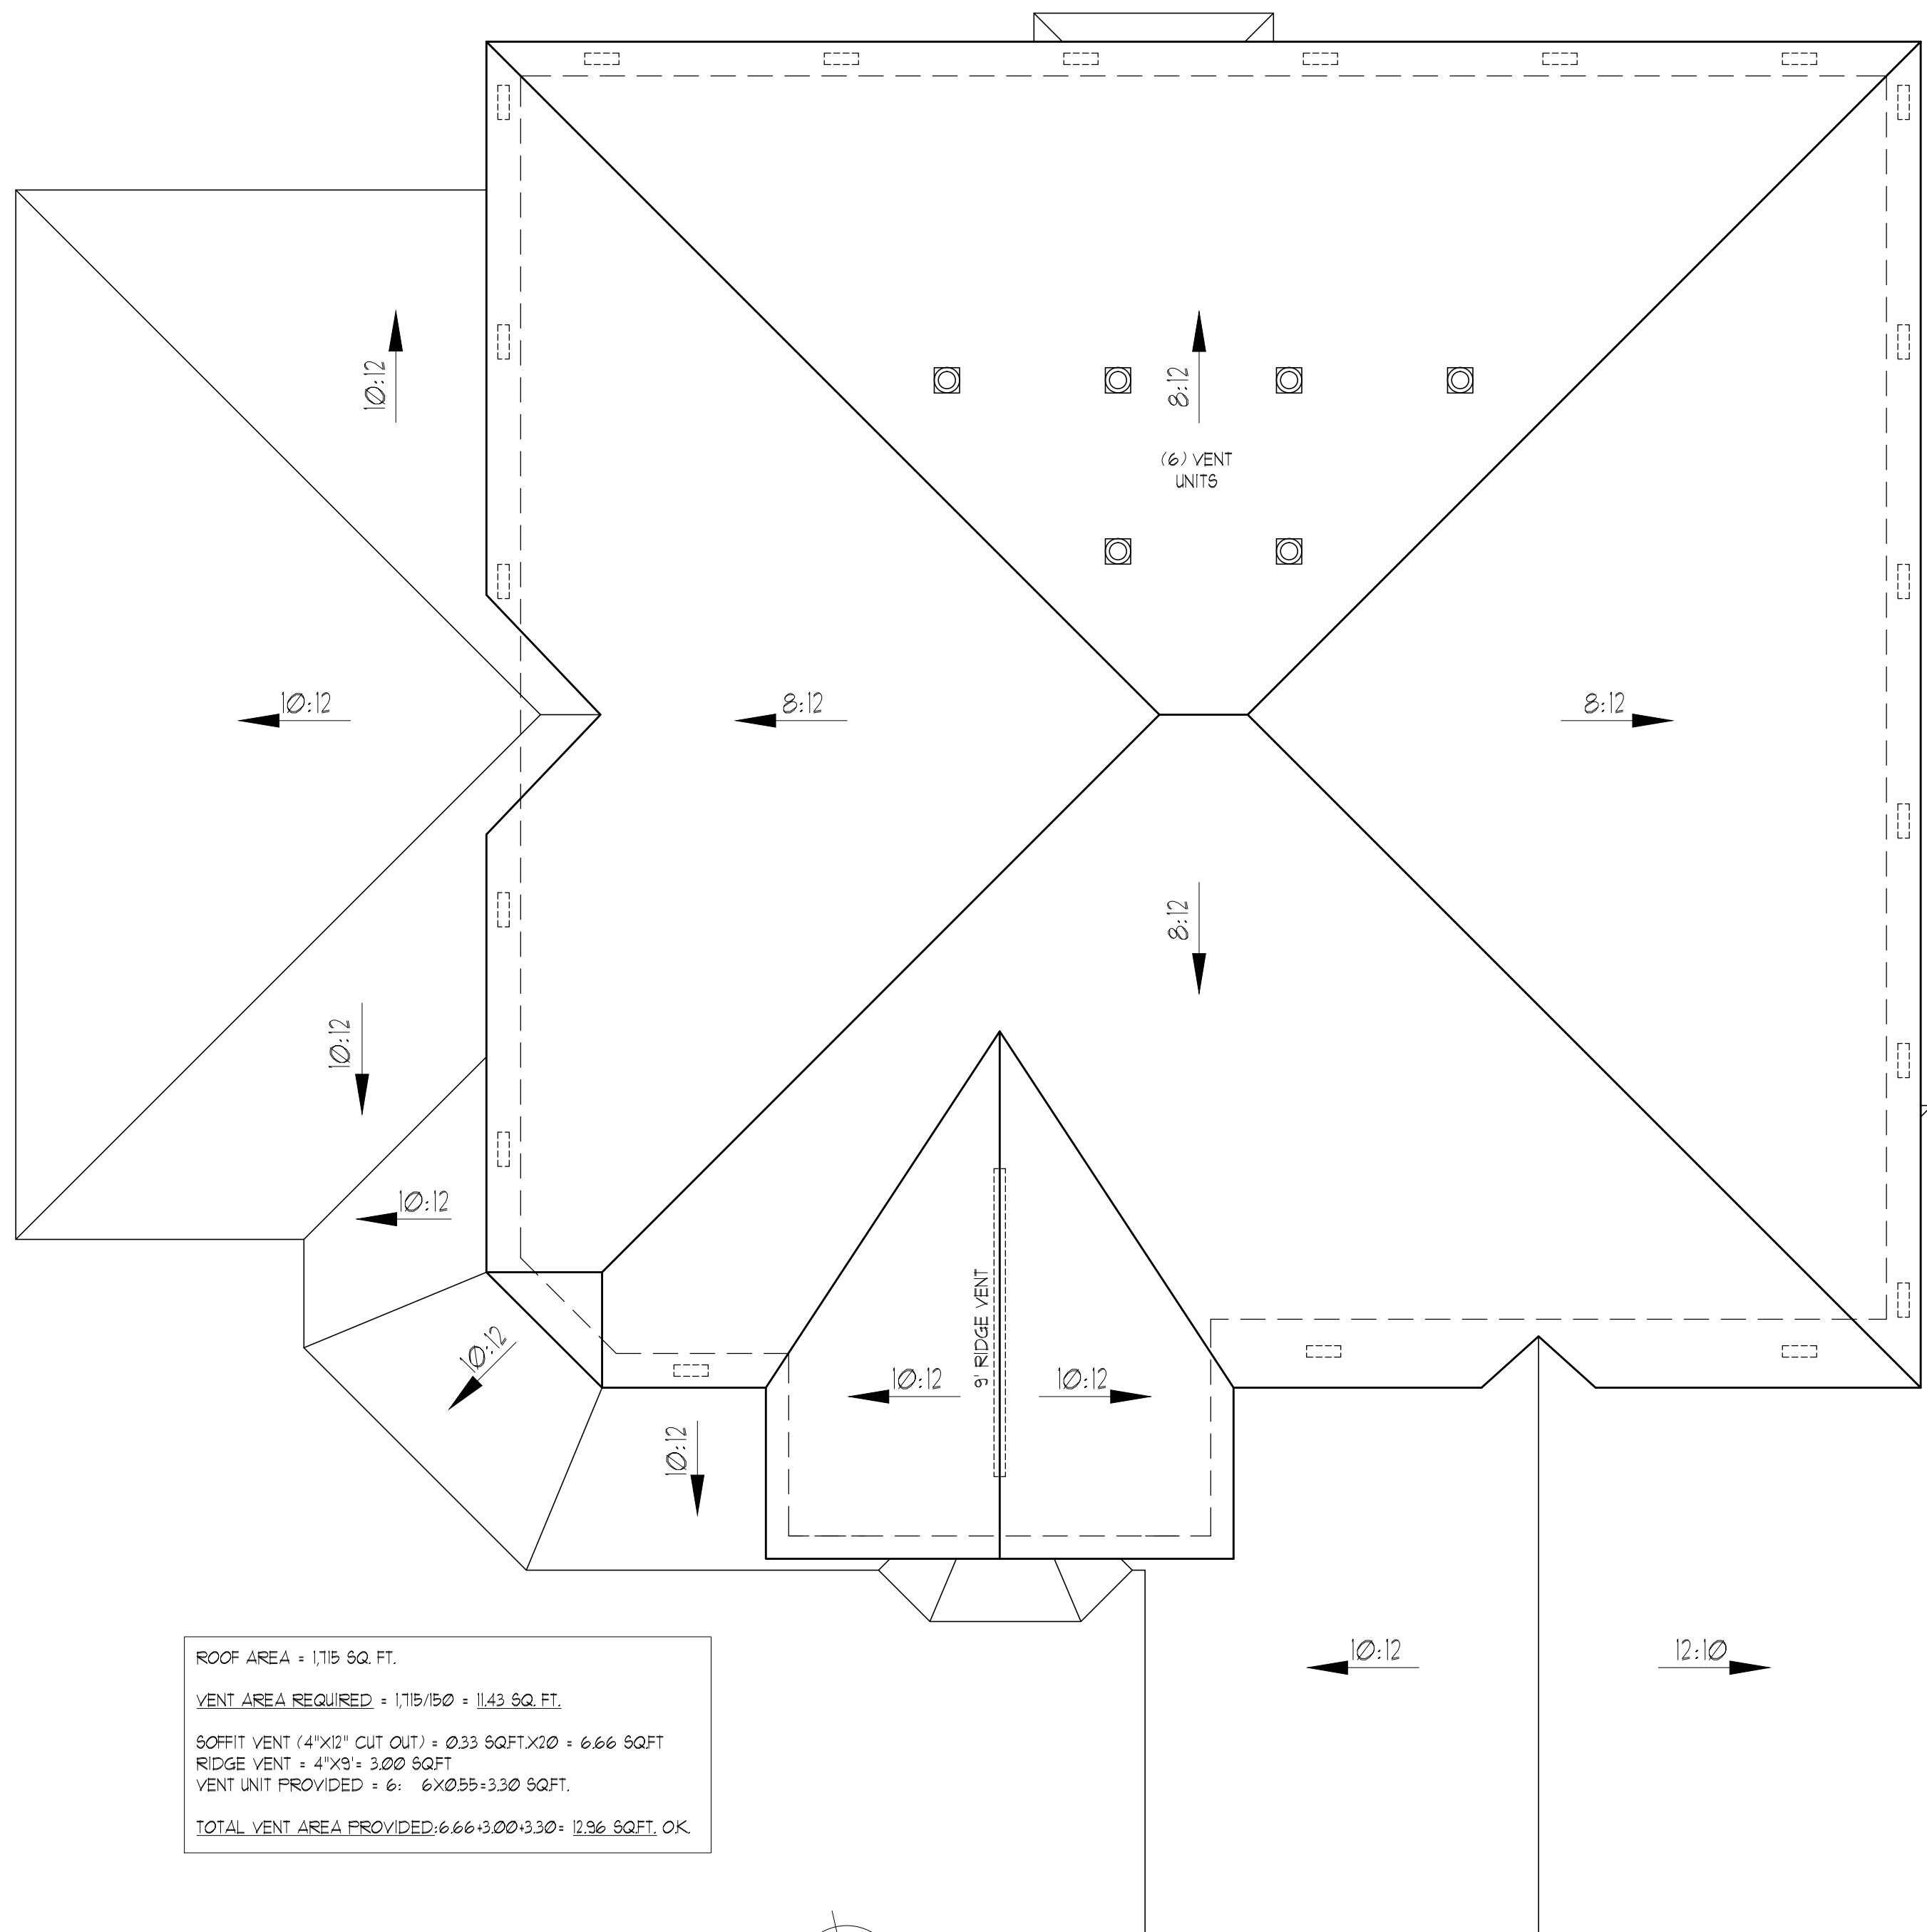 10:12
8:12
(6) VENT
UNITS
10:12
8:12
8:12
8:12
10:12
10:12
9' RIDGE VENT
10:12
10:12
10:12
10:12
10:12
12:10
ROOF AREA = 1,715 SQ. FT.
VENT AREA REQUIRED = 1,715/150 = 11.43 SQ. FT.
SOFFIT VENT (4"X12" CUT OUT) = 0.33 SQ.FT.X20 = 6.66 SQ.FT
RIDGE VENT = 4"X9'= 3.00 SQ.FT
VENT UNIT PROVIDED = 6: 6X0.55=3.30 SQ.FT.
TOTAL VENT AREA PROVIDED:6.66+3.00+3.30= 12.96 SQ.FT. O.K.